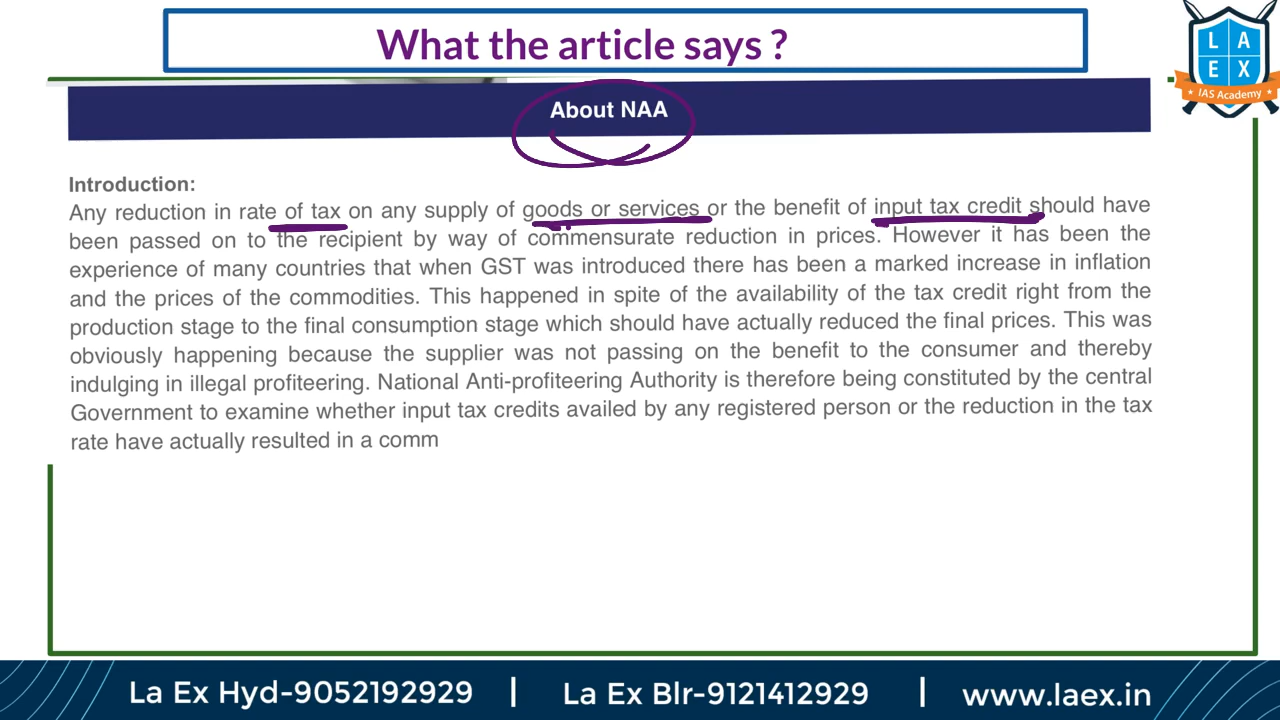 What the article says ?
L A
E X
IAS Academy
About NAA
Introduction:
Any reduction in rate of tax on any supply of goods or services or the benefit of input tax credit should have
been passed on to the recipient by way of commensurate reduction in prices. However it has been the
experience of many countries that when GST was introduced there has been a marked increase in inflation
and the prices of the commodities. This happened in spite of the availability of the tax credit right from the
production stage to the final consumption stage which should have actually reduced the final prices. This was
obviously happening because the supplier was not passing on the benefit to the consumer and thereby
indulging in illegal profiteering. National Anti-profiteering Authority is therefore being constituted by the central
Government to examine whether input tax credits availed by any registered person or the reduction in the tax
rate have actually resulted in a comm
La Ex Hyd-9052192929 | La Ex Blr-9121412929 | www.laex.in